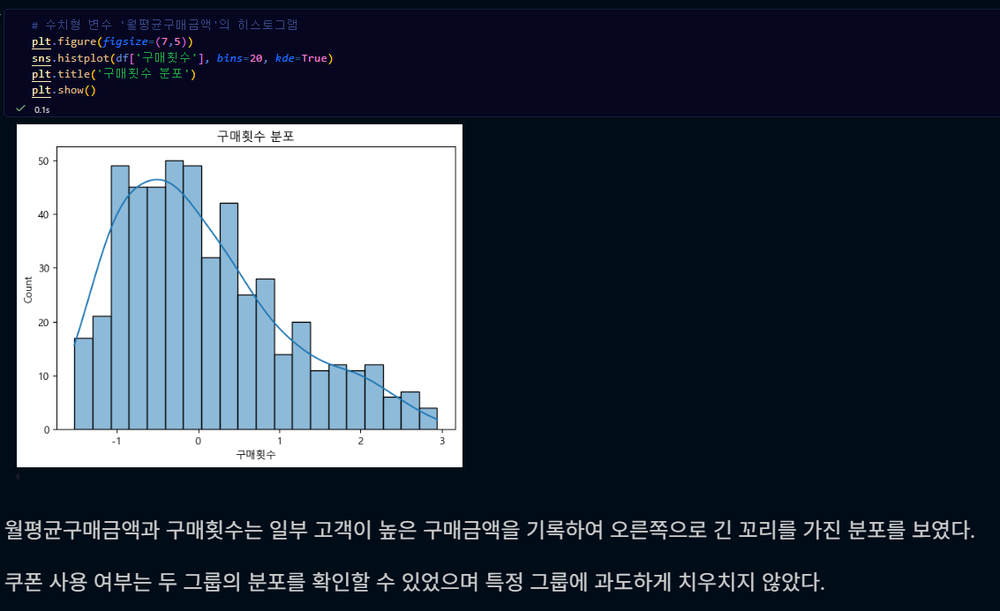 # 수치형 변수 '월평균구매금액'의 히스토그램
plt.figure(figsize=(7,5))
sns.histplot(df['구매횟수'], bins=20, kde=True)
plt.title('구매횟수 분포')
plt.show()
0.1s
구매횟수 분포
50
40
30
20
10
0
Count
-1 0 1 2 3
구매횟수
월평균구매금액과 구매횟수는 일부 고객이 높은 구매금액을 기록하여 오른쪽으로 긴 꼬리를 가진 분포를 보였다.
쿠폰 사용 여부는 두 그룹의 분포를 확인할 수 있었으며 특정 그룹에 과도하게 치우치지 않았다.